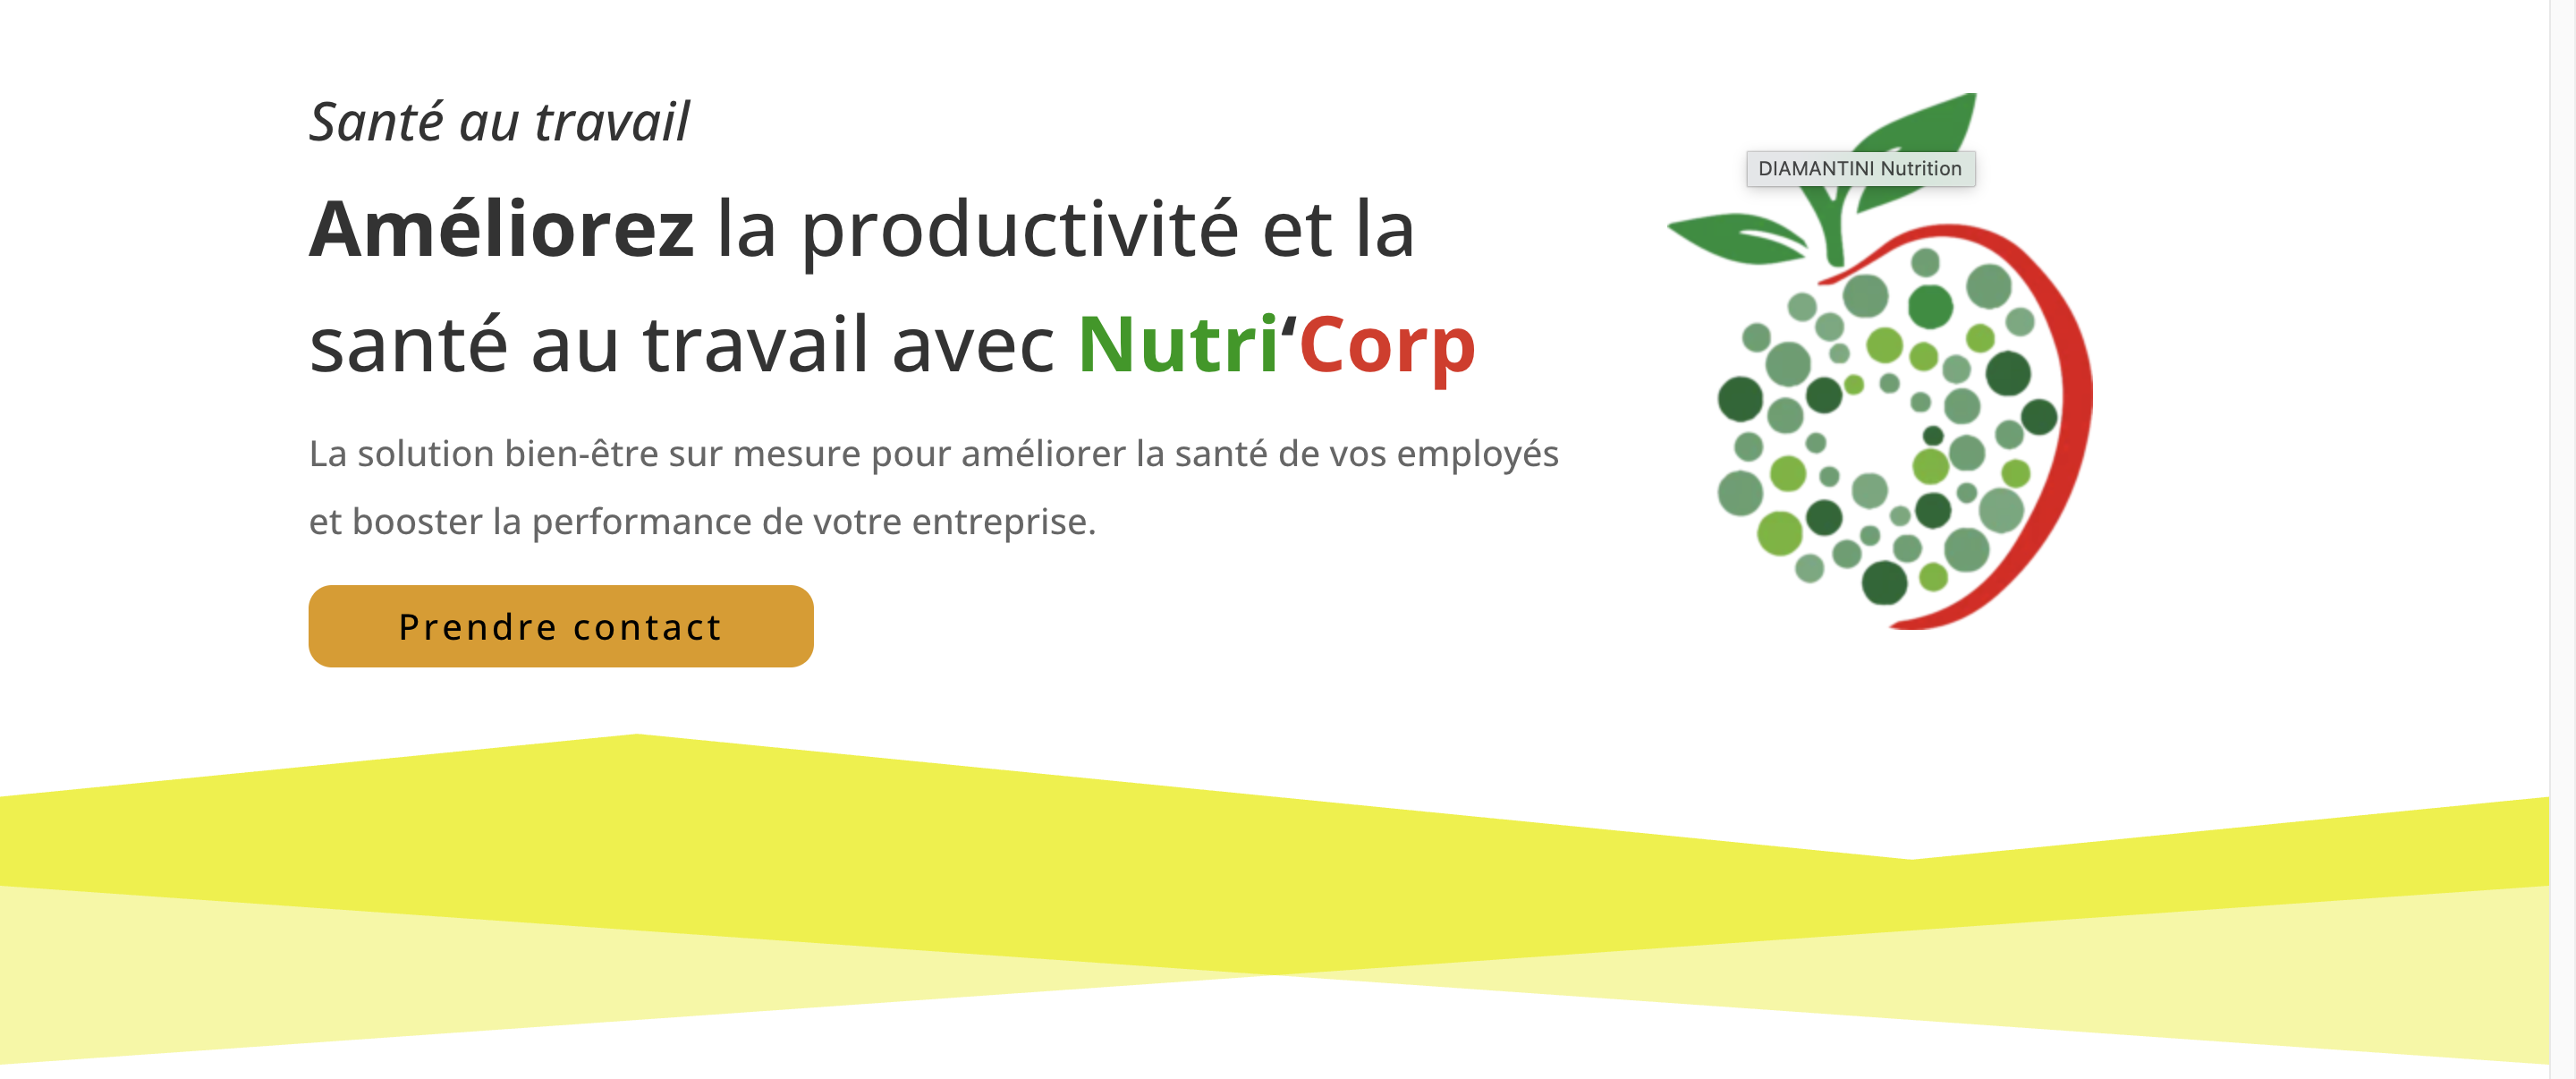 Santé au travail
DIAMANTINI Nutrition
Améliorez la productivité et la
santé au travail avec Nutri‘Corp
La solution bien-être sur mesure pour améliorer la santé de vos employés
et booster la performance de votre entreprise.
Prendre contact